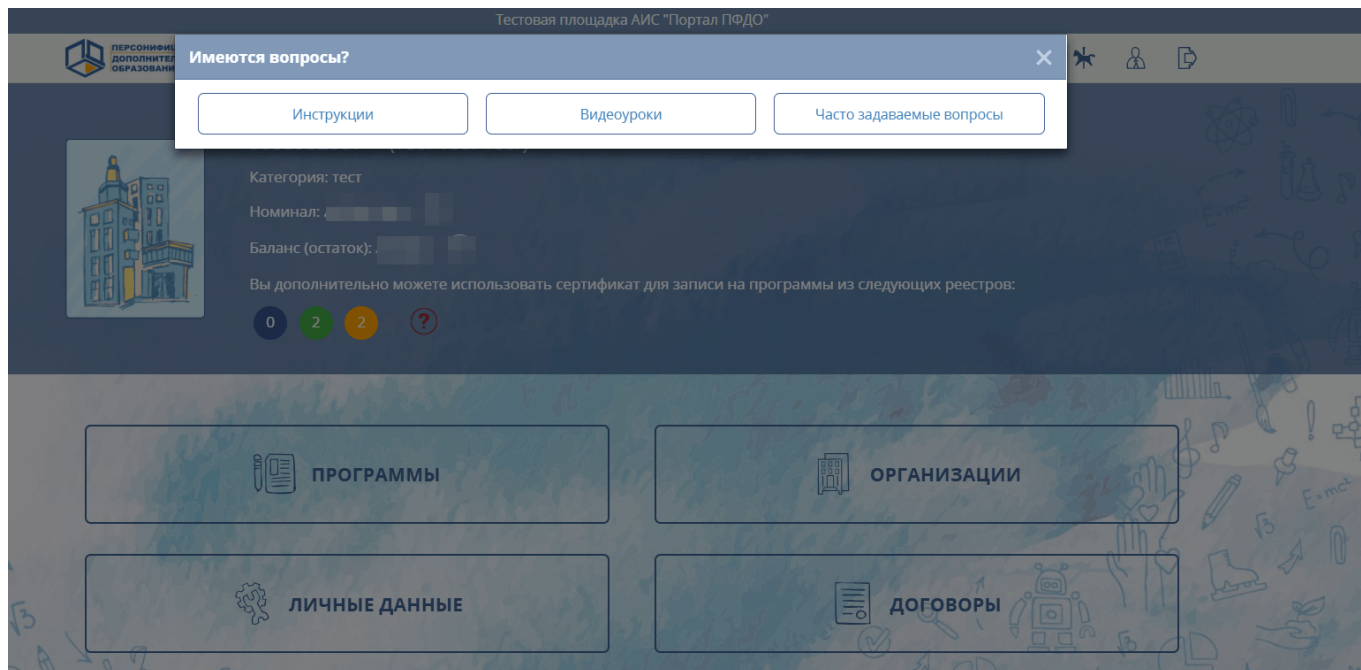 Тестовая площадка АИС "Портал ПФДО"
Имеются вопросы?
Инструкции
Видеоуроки
Часто задаваемые вопросы
Категория: тест
Номинал:
Баланс (остаток):
Вы дополнительно можете использовать сертификат для записи на программы из следующих реестров:
0 2 2 ?
ПРОГРАММЫ
ОРГАНИЗАЦИИ
ЛИЧНЫЕ ДАННЫЕ
ДОГОВОРЫ